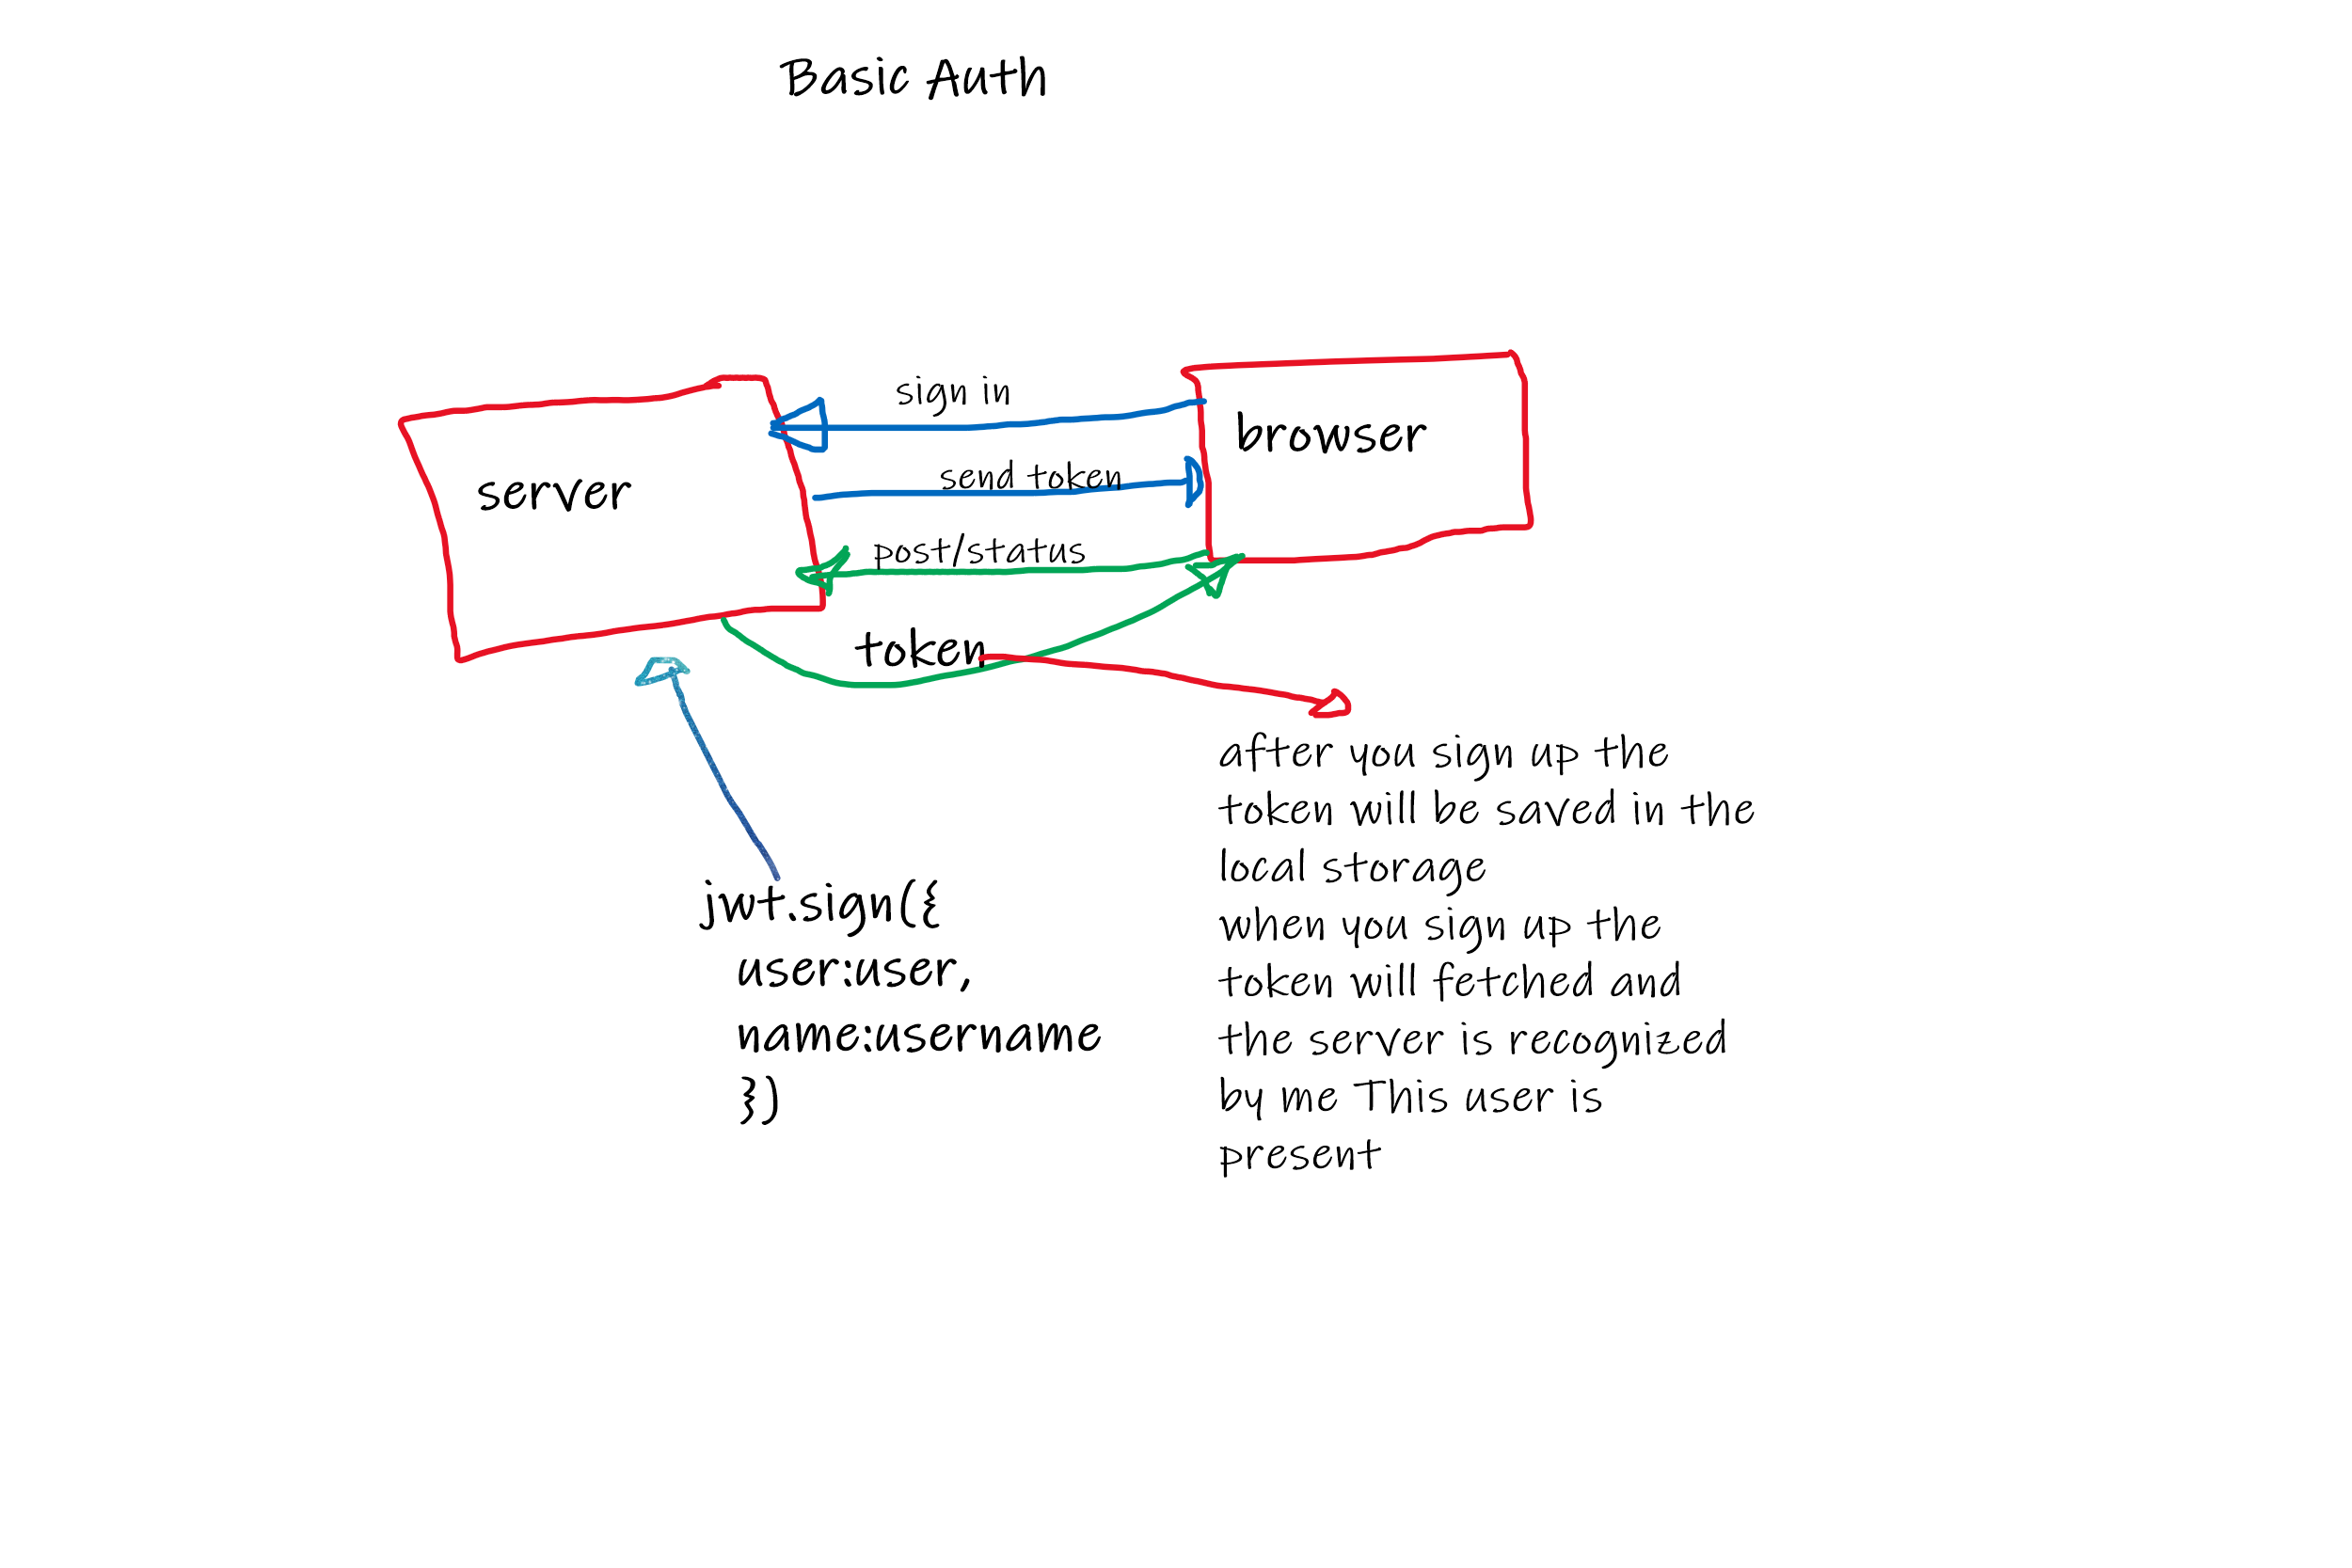 Basic Auth
sign in
browser
send token
server
post/status
token
after you sign up the
token will be saved in the
local storage
when you sign up the
token will fetched and
the server is recognized
by me This user is
present
jwt.sign({
user:user,
name:username
})